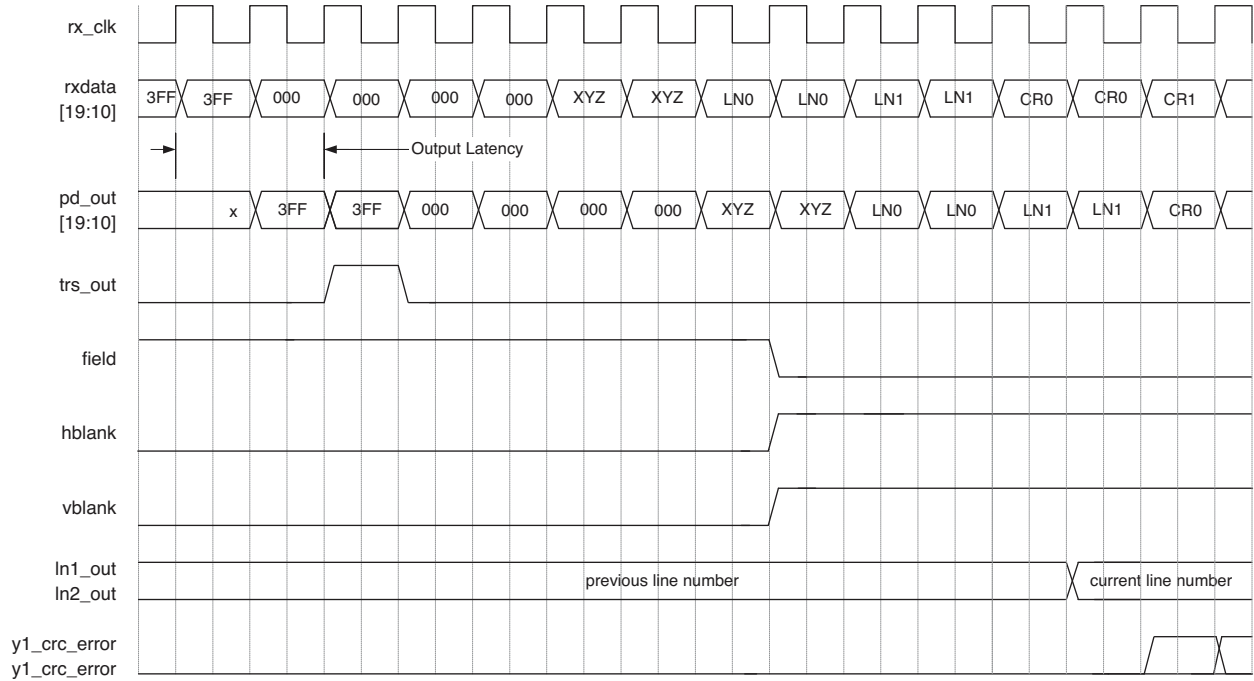 rx_clk
rxdata
[19:10]
3FF 3FF 000 000 000 000 XYZ XYZ LN0 LN0 LN1 LN1 CR0 CR0 CR1
Output Latency
pd_out
[19:10]
x 3FF 3FF 000 000 000 000 XYZ XYZ LN0 LN0 LN1 LN1 CR0
trs_out
field
hblank
vblank
ln1_out
ln2_out
previous line number current line number
y1_crc_error
y1_crc_error